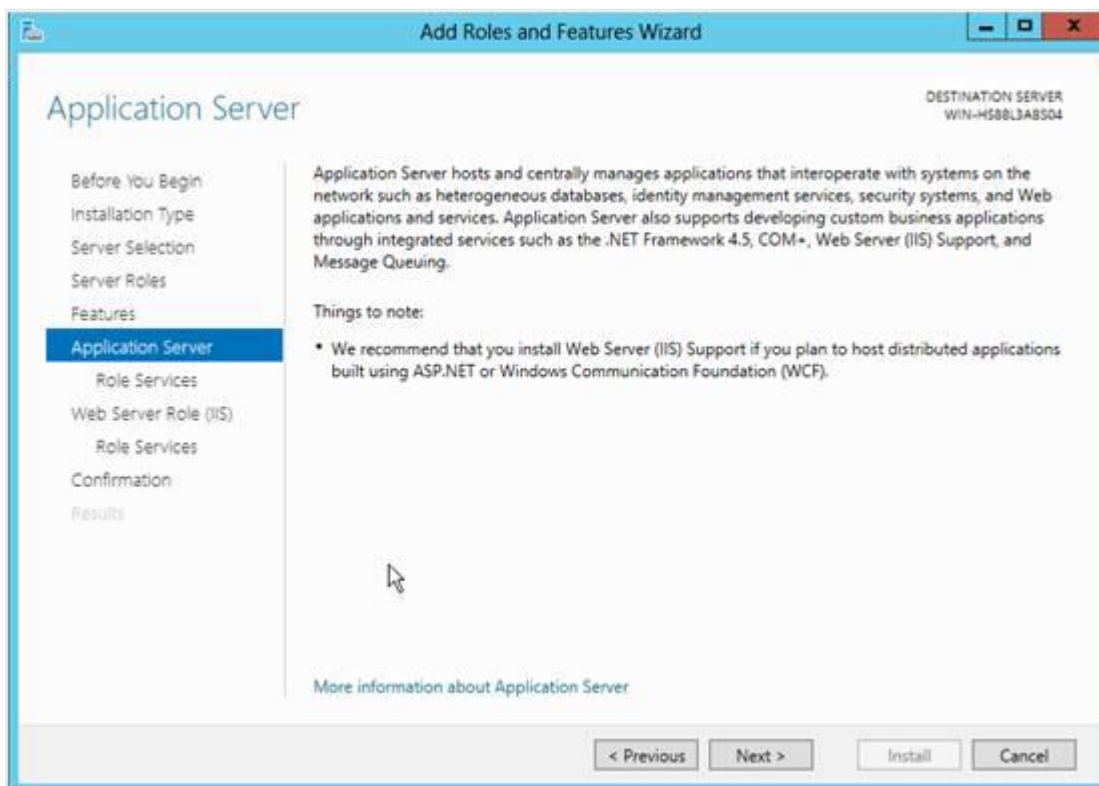 Add Roles and Features Wizard
Application Server
DESTINATION SERVER
WIN-HS88L3ABS04
Before You Begin
Installation Type
Server Selection
Server Roles
Features
Application Server
Role Services
Web Server Role (IIS)
Role Services
Confirmation
Results
Application Server hosts and centrally manages applications that interoperate with systems on the
network such as heterogeneous databases, identity management services, security systems, and Web
applications and services. Application Server also supports developing custom business applications
through integrated services such as the .NET Framework 4.5, COM+, Web Server (IIS) Support, and
Message Queuing.
Things to note:
• We recommend that you install Web Server (IIS) Support if you plan to host distributed applications
built using ASP.NET or Windows Communication Foundation (WCF).
More information about Application Server
< Previous
Next >
Install
Cancel